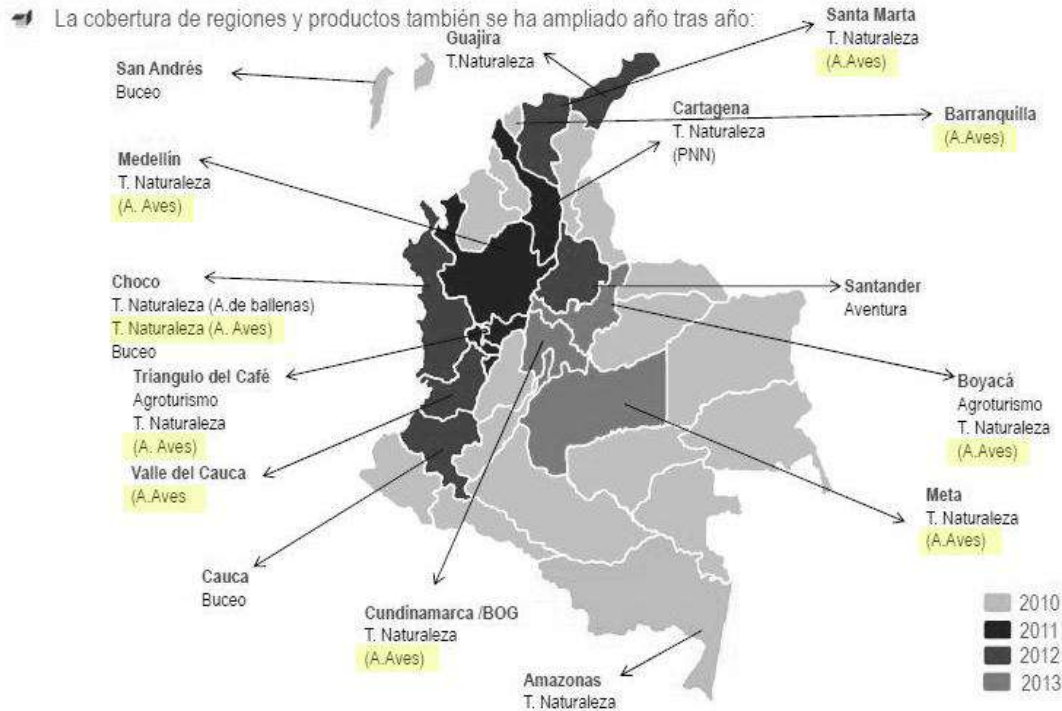 La cobertura de regiones y productos también se ha ampliado año tras año:
Santa Marta
T. Naturaleza
(A.Aves)
Guajira
T.Naturaleza
San Andrés
Buceo
Cartagena
T. Naturaleza
(PNN)
Barranquilla
(A.Aves)
Medellín
T. Naturaleza
(A. Aves)
Choco
T. Naturaleza (A.de ballenas)
T. Naturaleza (A. Aves)
Buceo
Santander
Aventura
Triangulo del Café
Agroturismo
T. Naturaleza
(A. Aves)
Boyacá
Agroturismo
T. Naturaleza
(A.Aves)
Valle del Cauca
(A.Aves
Meta
T. Naturaleza
(A.Aves)
Cauca
Buceo
Cundinamarca /BOG
T. Naturaleza
(A.Aves)
Amazonas
T. Naturaleza
2010
2011
2012
2013